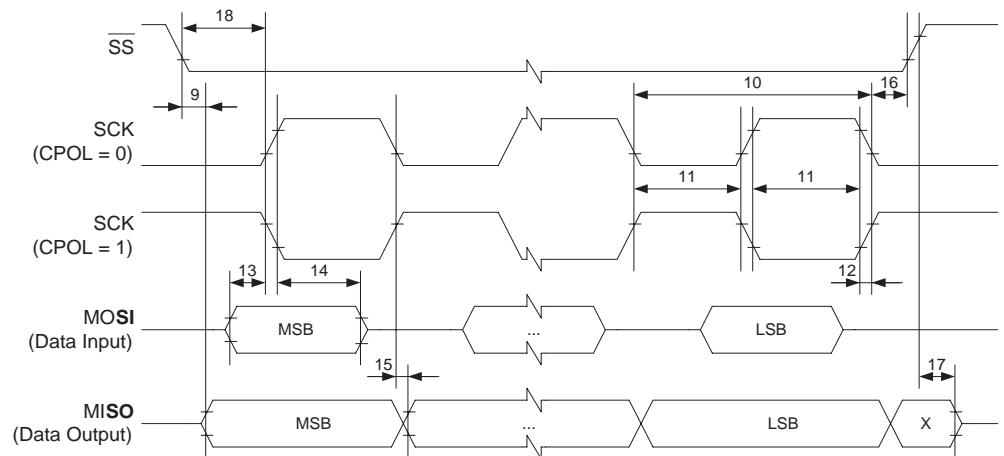 18
SS
9
10
16
SCK
(CPOL = 0)
11
11
SCK
(CPOL = 1)
13
14
12
MOSI
(Data Input)
MSB
...
LSB
15
17
MISO
(Data Output)
MSB
...
LSB
X